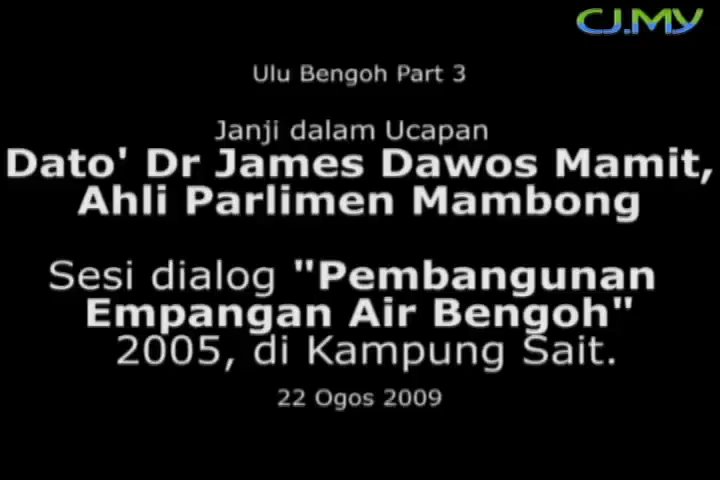 CJ.MY
Ulu Bengoh Part 3
Janji dalam Ucapan
Dato' Dr James Dawos Mamit,
Ahli Parlimen Mambong
Sesi dialog "Pembangunan
Empangan Air Bengoh"
2005, di Kampung Sait.
22 Ogos 2009